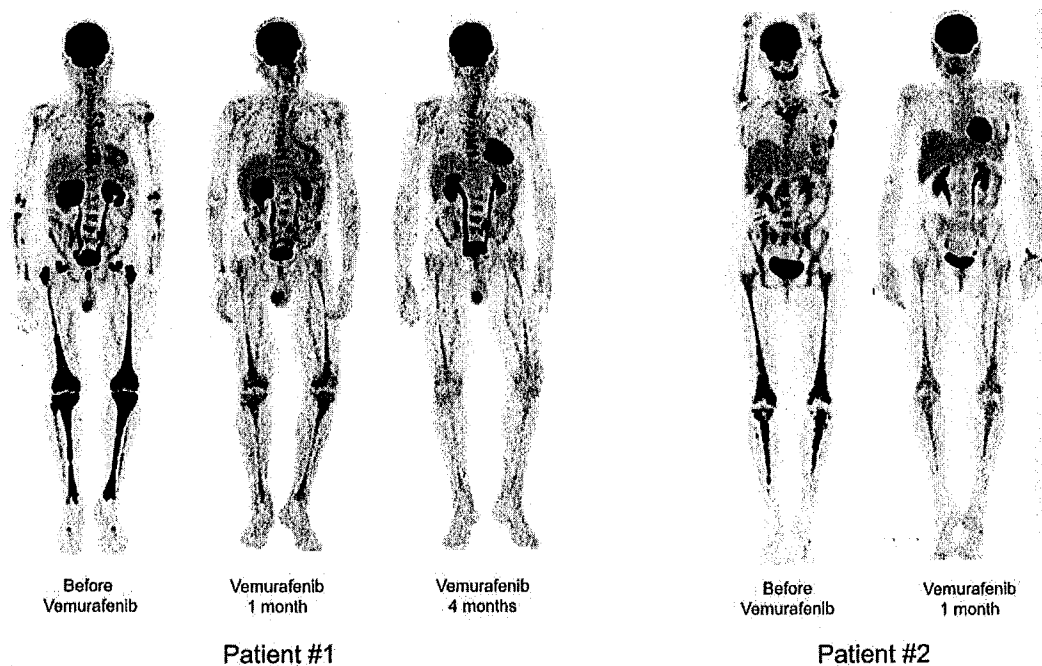 Before
Vemurafenib
Vemurafenib
1 month
Vemurafenib
4 months
Before
Vemurafenib
Vemurafenib
1 month
Patient #1
Patient #2